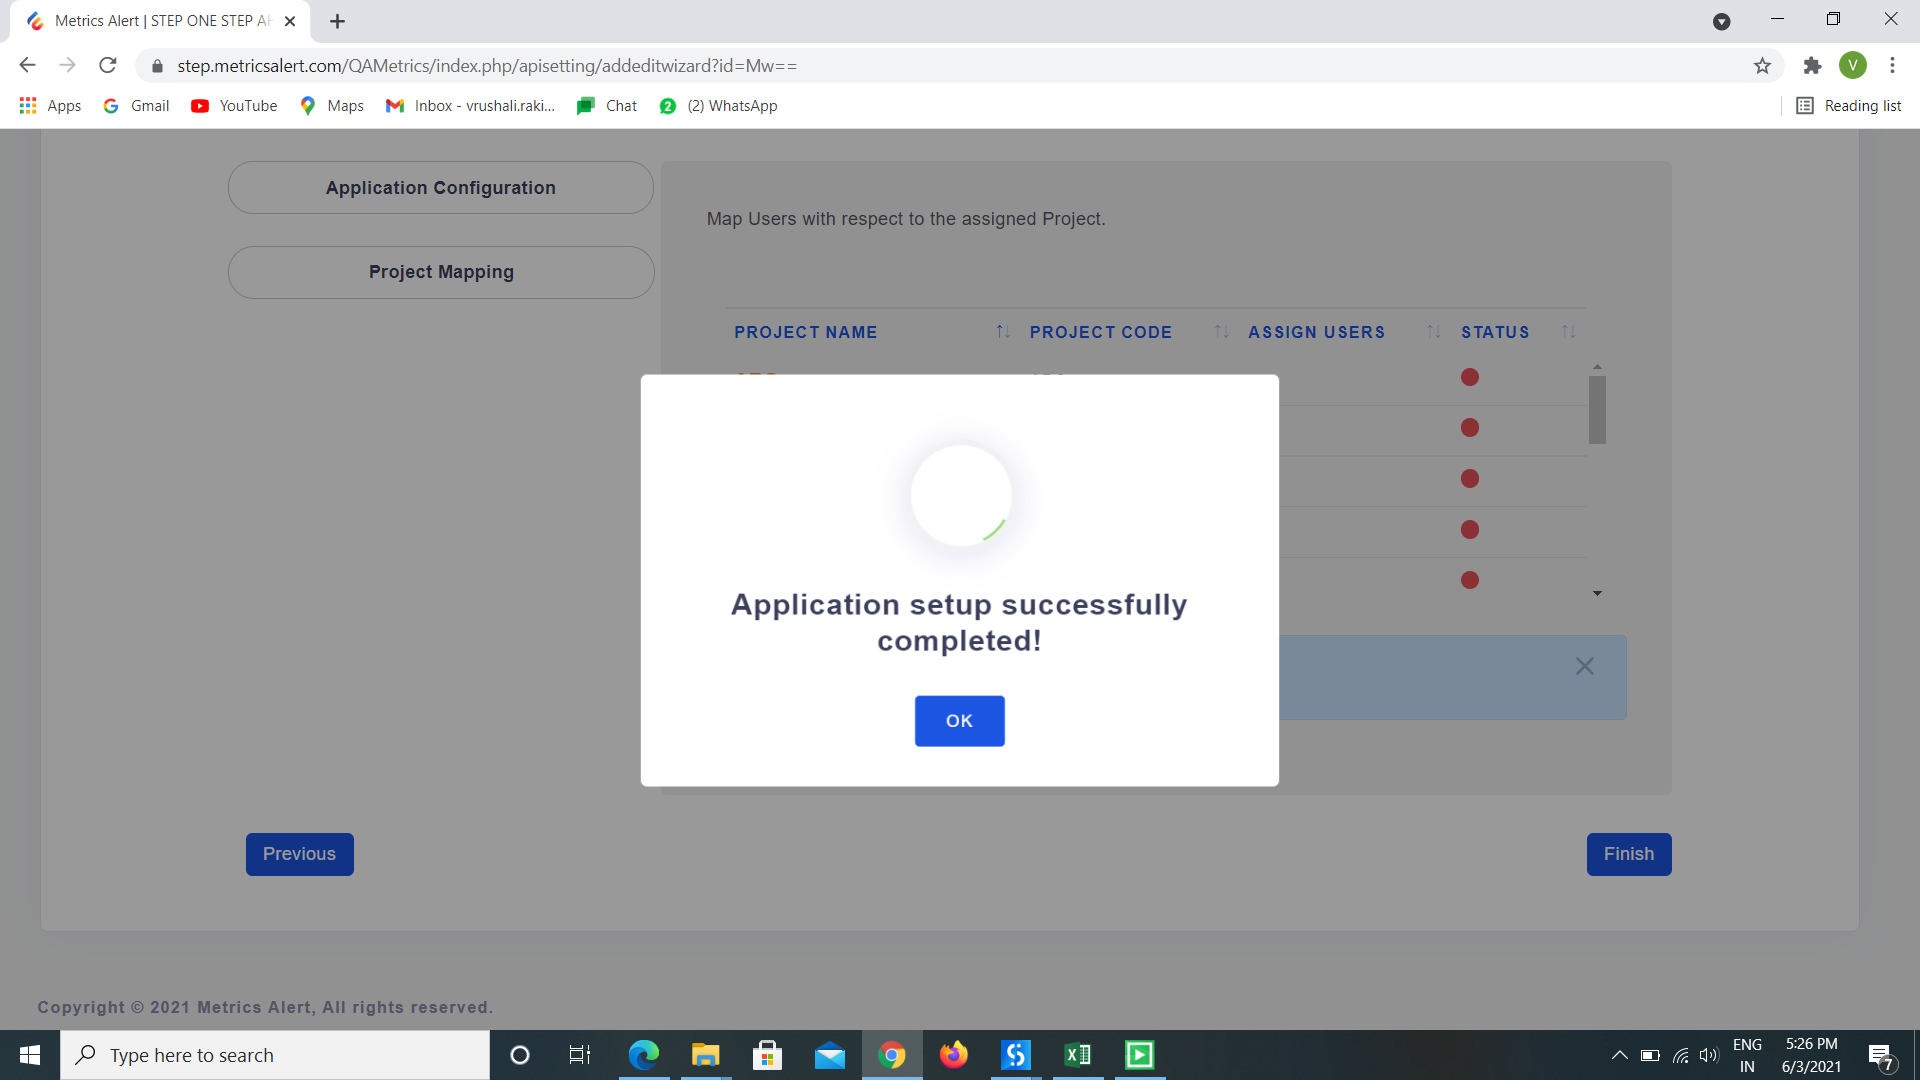 Metrics Alert | STEP ONE STEP AH
step.metricsalert.com/QAMetrics/index.php/apisetting/addeditwizard?id=Mw==
V
Apps
Gmail
YouTube
Maps
Inbox - vrushali.raki...
Chat
2
(2) WhatsApp
Reading list
Application Configuration
Project Mapping
Map Users with respect to the assigned Project.
PROJECT NAME
PROJECT CODE
ASSIGN USERS
STATUS
Application setup successfully
completed!
OK
Previous
Finish
Copyright © 2021 Metrics Alert, All rights reserved.
Type here to search
ENG
IN
5:26 PM
6/3/2021
7